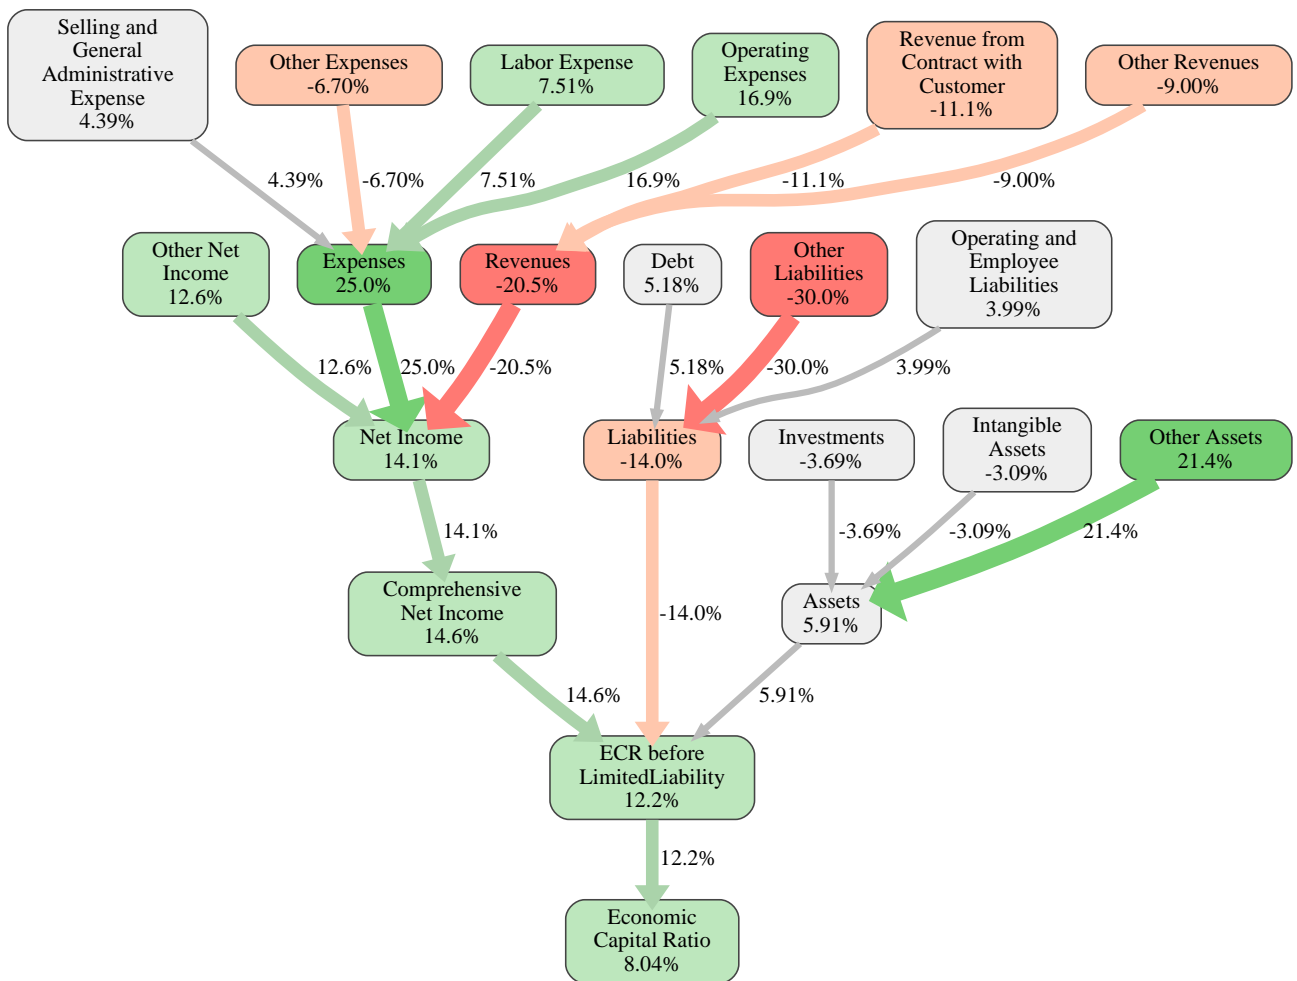 Selling and
General
Administrative
Expense
4.39%
Other Expenses
-6.70%
Labor Expense
7.51%
Operating
Expenses
16.9%
Revenue from
Contract with
Customer
-11.1%
Other Revenues
-9.00%
4.39%
-6.70%
7.51%
16.9%
-11.1%
-9.00%
Other Net
Income
12.6%
Expenses
25.0%
Revenues
-20.5%
Debt
5.18%
Other
Liabilities
-30.0%
Operating and
Employee
Liabilities
3.99%
12.6%
25.0%
-20.5%
5.18%
-30.0%
3.99%
Net Income
14.1%
Liabilities
-14.0%
Investments
-3.69%
Intangible
Assets
-3.09%
Other Assets
21.4%
14.1%
-3.69%
-3.09%
21.4%
Comprehensive
Net Income
14.6%
-14.0%
Assets
5.91%
14.6%
5.91%
ECR before
LimitedLiability
12.2%
12.2%
Economic
Capital Ratio
8.04%